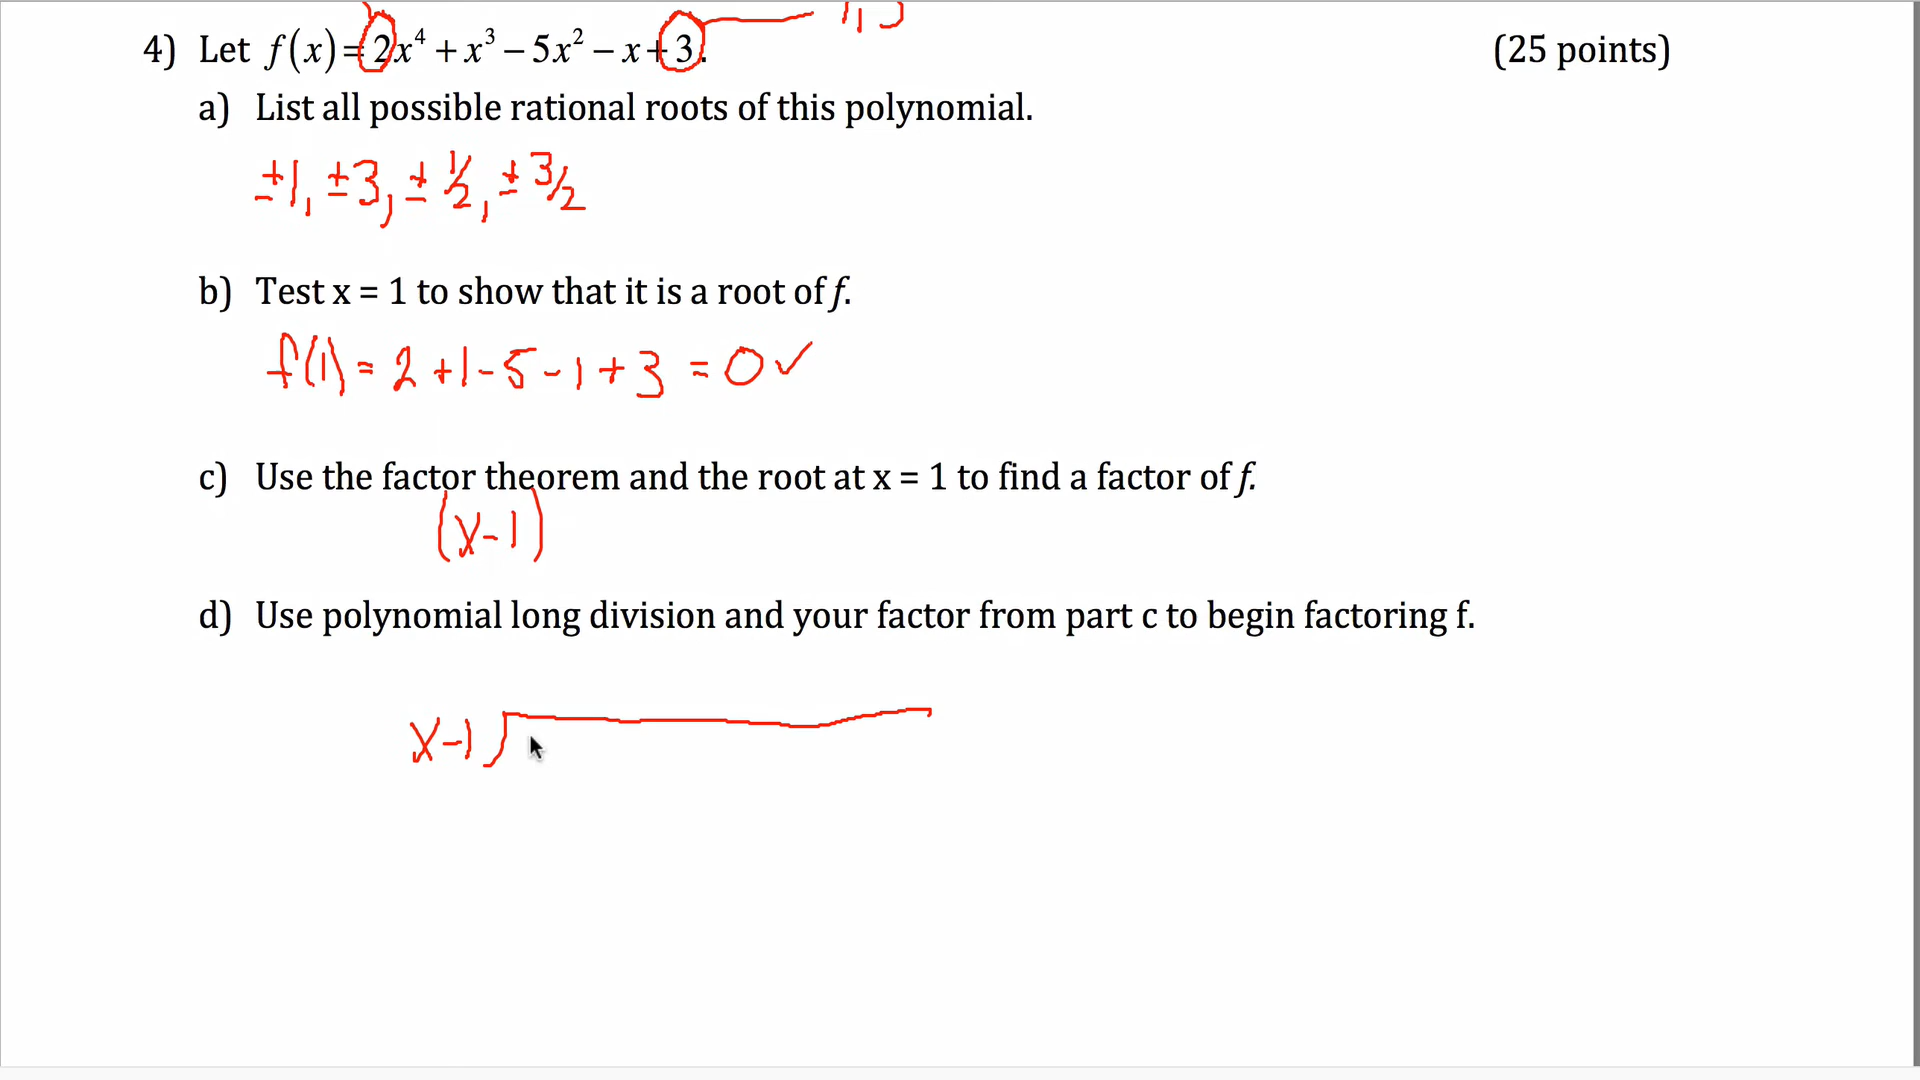 4) Let f(x)=2x⁴+x³−5x²−x+3. (25 points)
a) List all possible rational roots of this polynomial.
±1, ±3, ±1/2, ±3/2
b) Test x = 1 to show that it is a root of f.
f(1) = 2+1-5-1+3 = 0✓
c) Use the factor theorem and the root at x = 1 to find a factor of f.
(x-1)
d) Use polynomial long division and your factor from part c to begin factoring f.
x-1